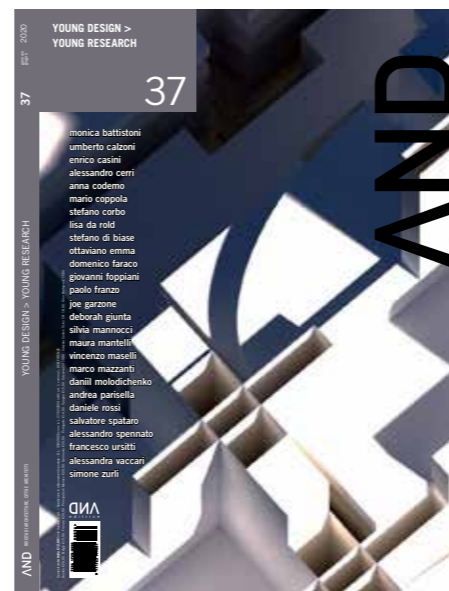 YOUNG DESIGN >
YOUNG RESEARCH
37
AND
monica battistoni
umberto calzoni
enrico casini
alessandro cerri
anna codemo
mario coppola
stefano corbo
lisa da rold
stefano di biase
ottaviano emma
domenico faraco
giovanni foppiani
paolo franzo
joe garzone
deborah giunta
silvia mannocci
maura mantelli
vincenzo maselli
marco mazzanti
daniil molodichenko
andrea parisella
daniele rossi
salvatore spataro
alessandro spennato
francesco ursitti
alessandra vaccari
simone zurli
2020
37
YOUNG DESIGN > YOUNG RESEARCH
AND